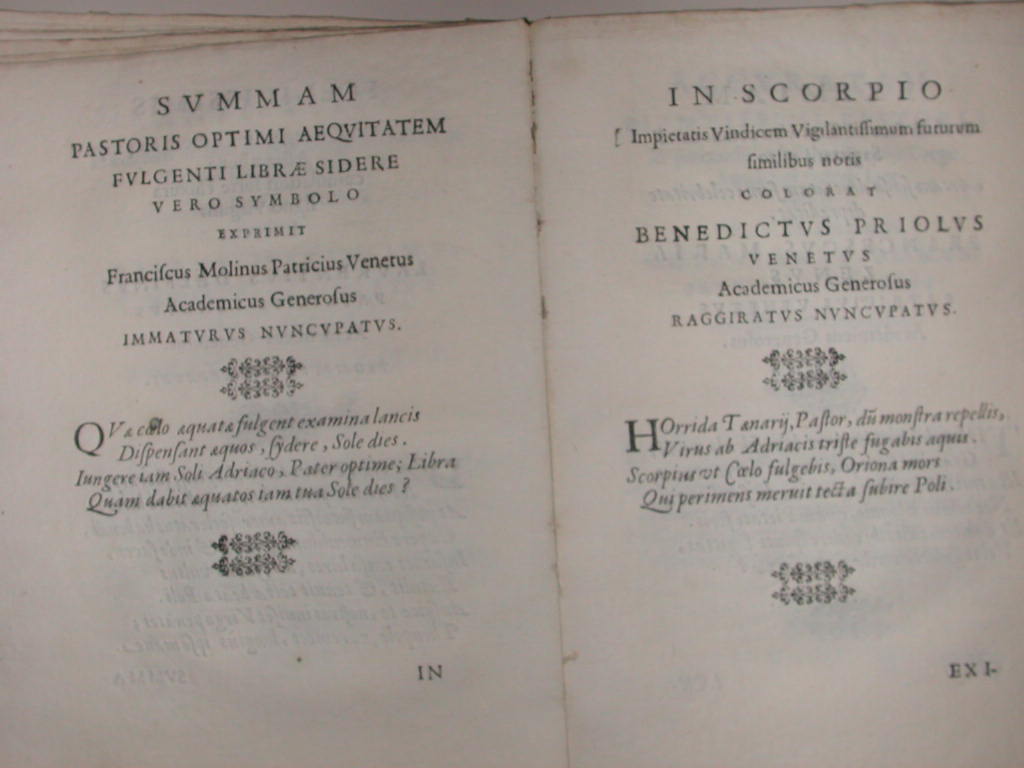 SVMMAM
PASTORIS OPTIMI AEQVITATEM
FVLGENTI LIBRÆ SIDERE
VERO SYMBOLO
EXPRIMIT
Franciſcus Molinus Patricius Venetus
Academicus Generoſus
IMMATVRVS NVNCVPATVS.
QVæ cœlo æquatæ fulgent examina lancis
Diſpenſant æquos, ſydere, Sole dies.
Iungere iam Soli Adriaco, Pater optime; Libra
Quàm dabit æquatos iam tua Sole dies?
IN
IN SCORPIO
Impietatis Vindicem Vigilantiſſimum futurum
ſimilibus notis
COLORAT
BENEDICTVS PRIOLVS
VENETVS
Academicus Generoſus
RAGGIRATVS NVNCVPATVS.
HOrrida Tanarij, Paſtor, dũ monſtra repellis,
Virus ab Adriacis triſte fugabis aquis.
Scorpius vt Cœlo fulgebis, Oriona mors
Qui perimens meruit tecta ſubire Poli.
EXI-